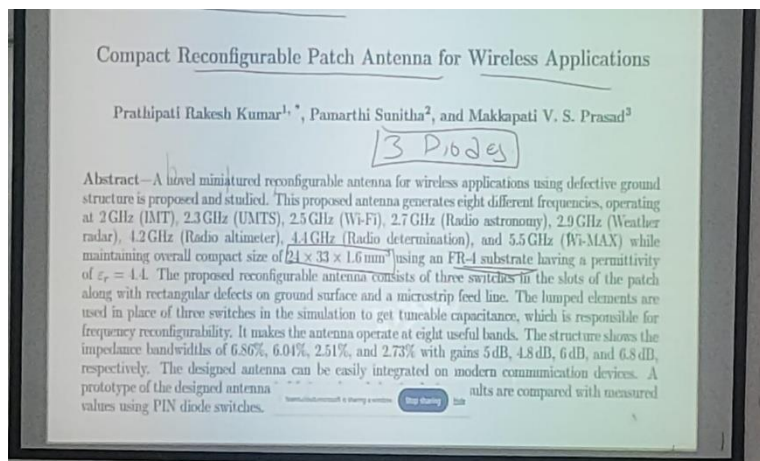 Compact Reconfigurable Patch Antenna for Wireless Applications
Prathipati Rakesh Kumar1, *, Pamarthi Sunitha2, and Makkapati V. S. Prasad3
3 Diodes
Abstract—A novel miniatured reconfigurable antenna for wireless applications using defective ground
structure is proposed and studied. This proposed antenna generates eight different frequencies, operating
at 2 GHz (IMT), 2.3 GHz (UMTS), 2.5 GHz (Wi-Fi), 2.7 GHz (Radio astronomy), 2.9 GHz (Weather
radar), 4.2 GHz (Radio altimeter), 4.4 GHz (Radio determination), and 5.5 GHz (Wi-MAX) while
maintaining overall compact size of 24 × 33 × 1.6 mm3 using an FR-4 substrate having a permittivity
of εr = 4.4. The proposed reconfigurable antenna consists of three switches in the slots of the patch
along with rectangular defects on ground surface and a microstrip feed line. The lumped elements are
used in place of three switches in the simulation to get tuneable capacitance, which is responsible for
frequency reconfigurability. It makes the antenna operate at eight useful bands. The structure shows the
impedance bandwidths of 6.86%, 6.04%, 2.51%, and 2.73% with gains 5 dB, 4.8 dB, 6 dB, and 6.8 dB,
respectively. The designed antenna can be easily integrated on modern communication devices. A
prototype of the designed antenna ults are compared with measured
is sharing a window. Stop sharing Hide
values using PIN diode switches.